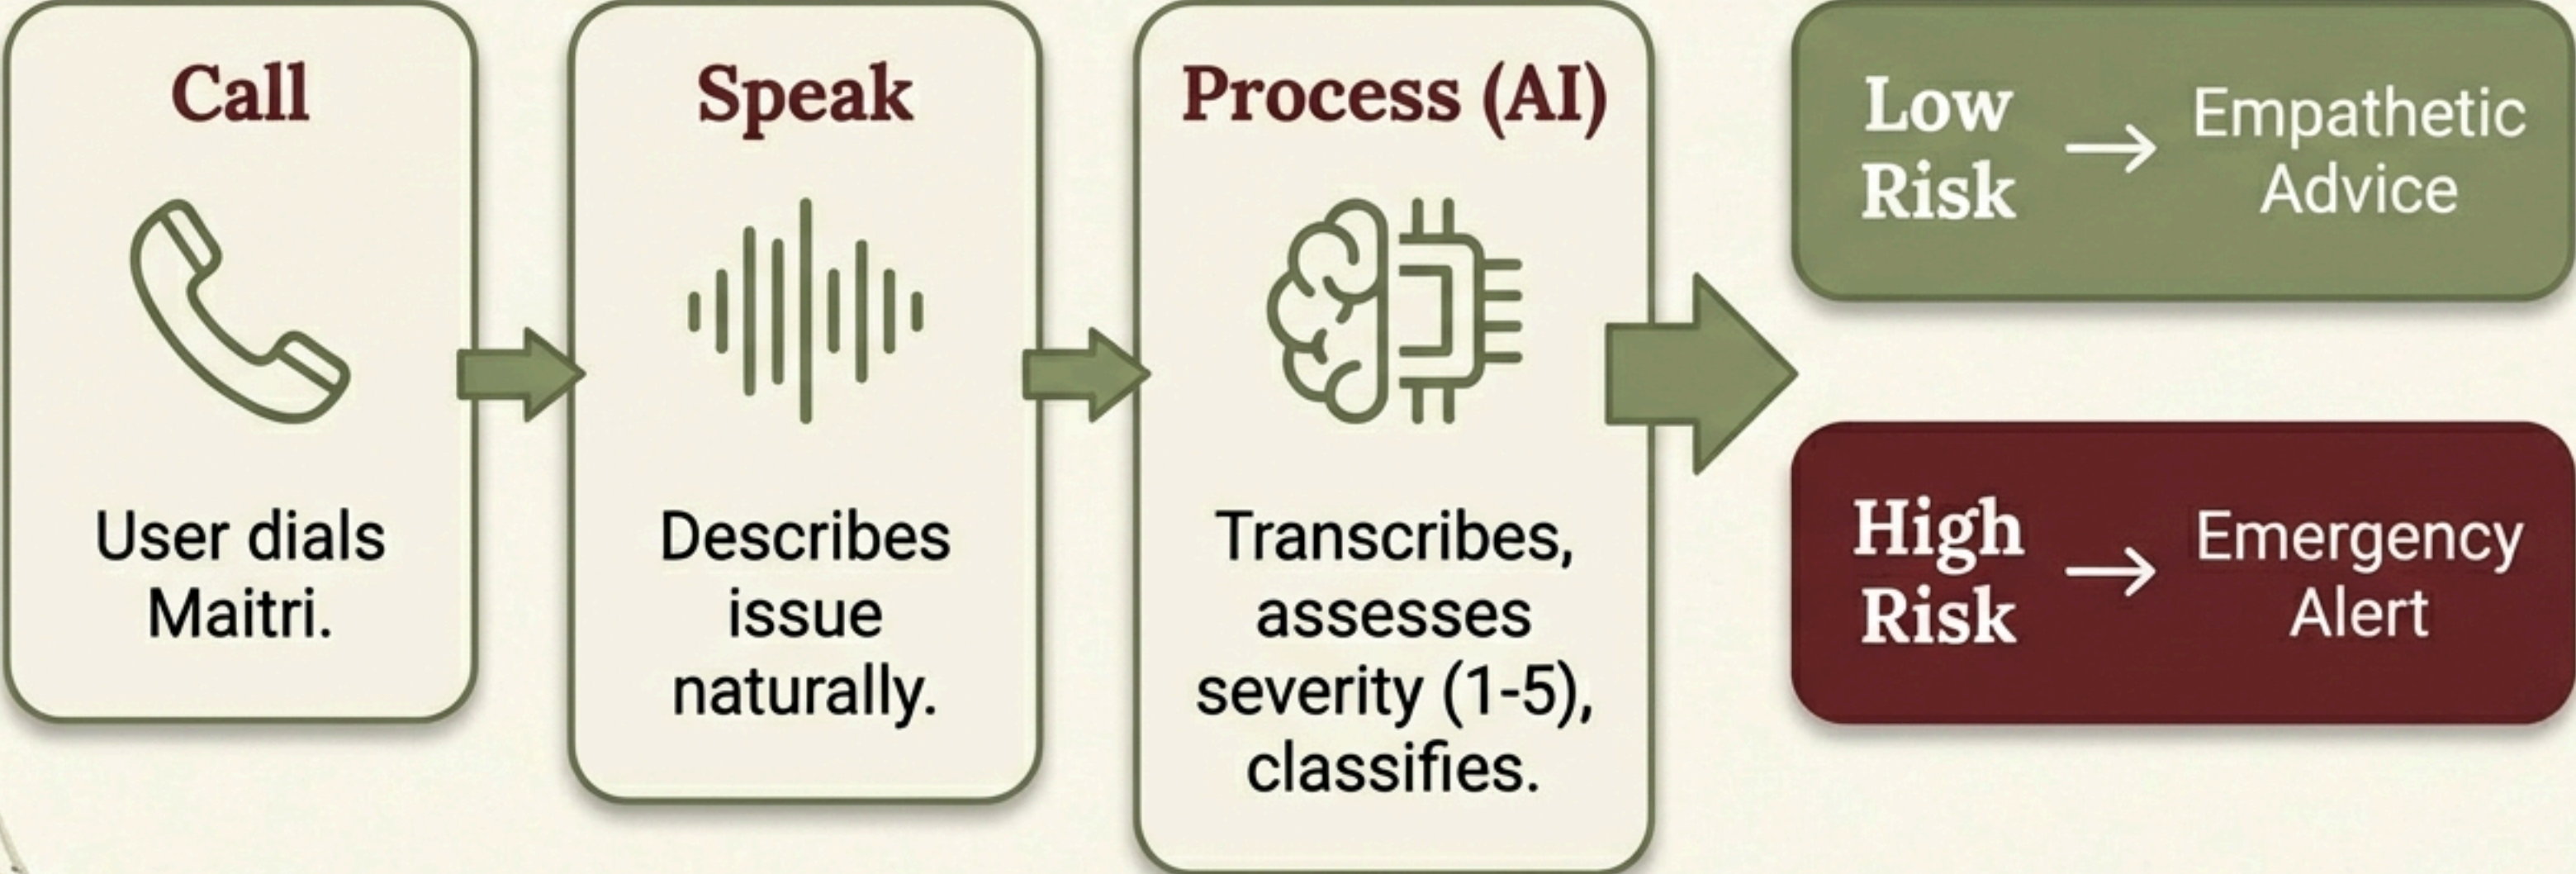 Call
User dials
Maitri.
Speak
Describes
issue
naturally.
Process (AI)
Transcribes,
assesses
severity (1-5),
classifies.
Low
Risk
→
Empathetic
Advice
High
Risk
→
Emergency
Alert